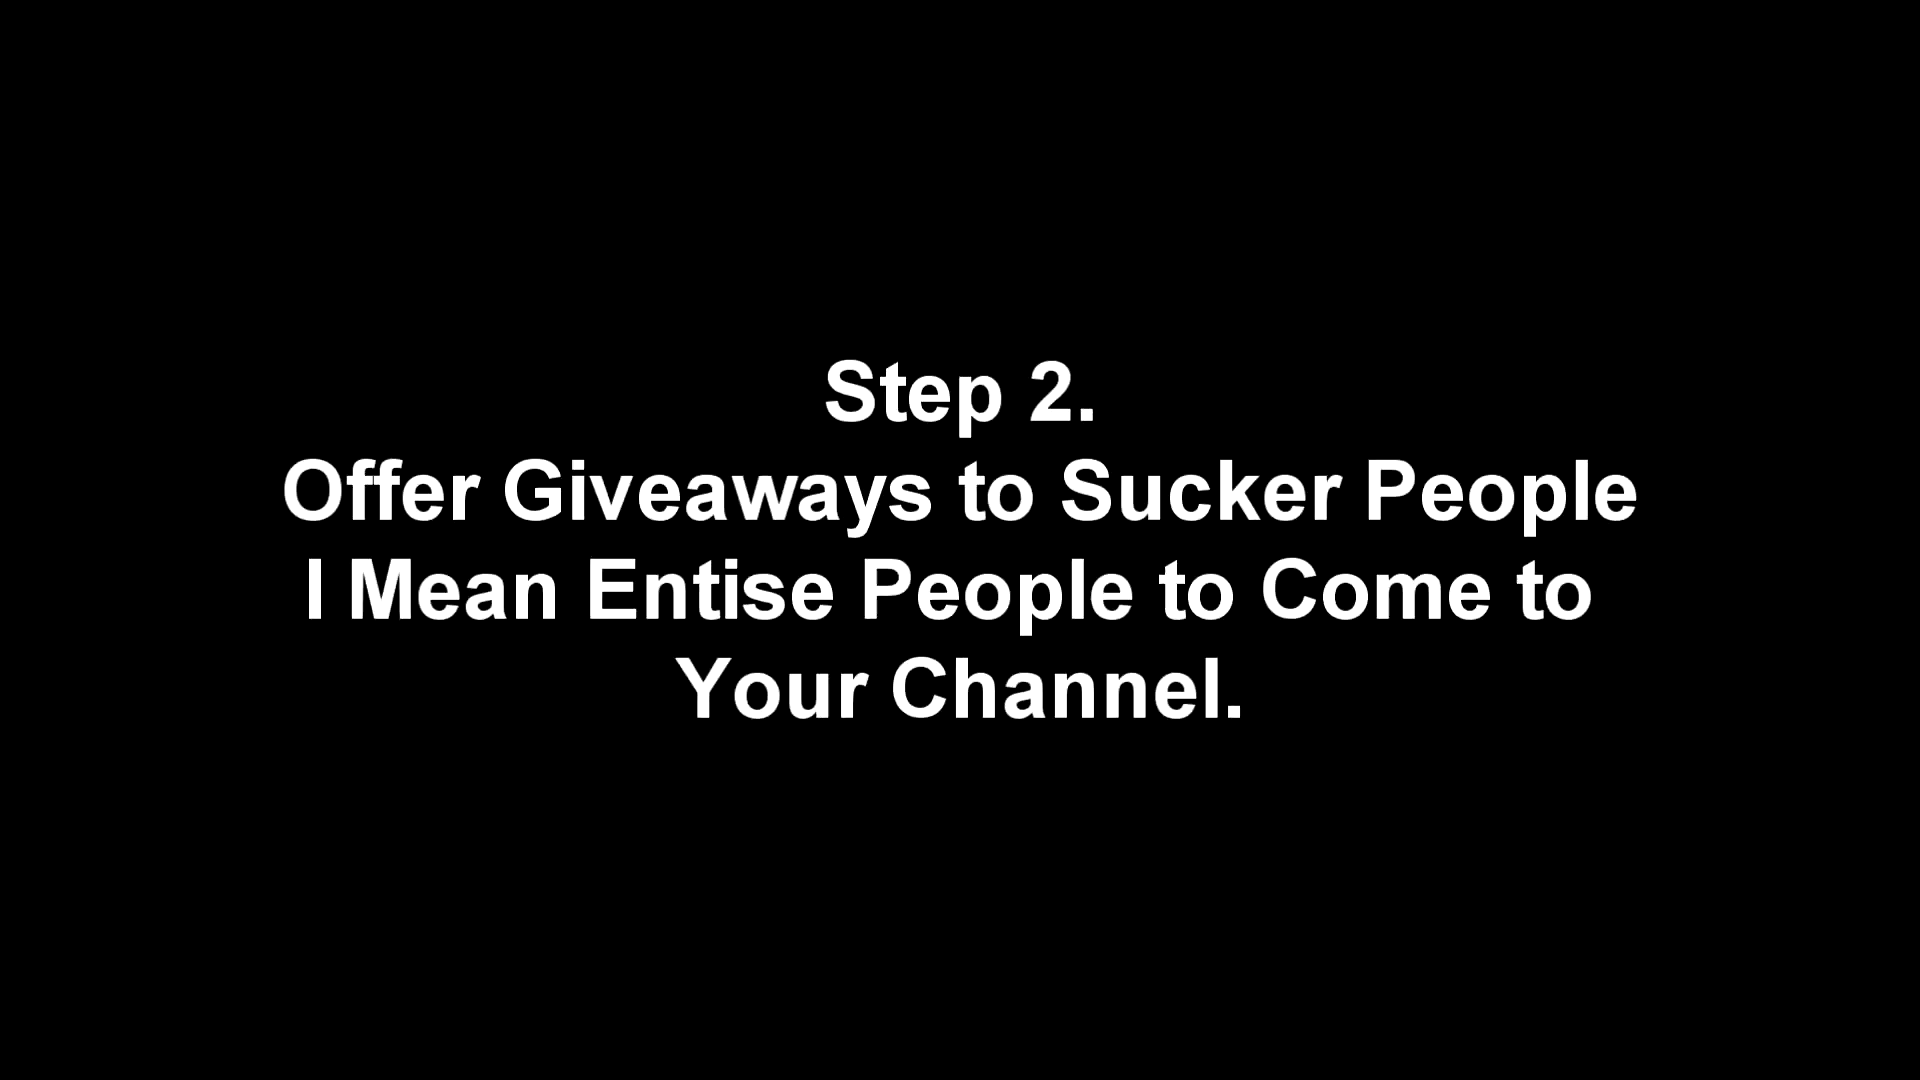 Step 2.
Offer Giveaways to Sucker People
I Mean Entise People to Come to
Your Channel.